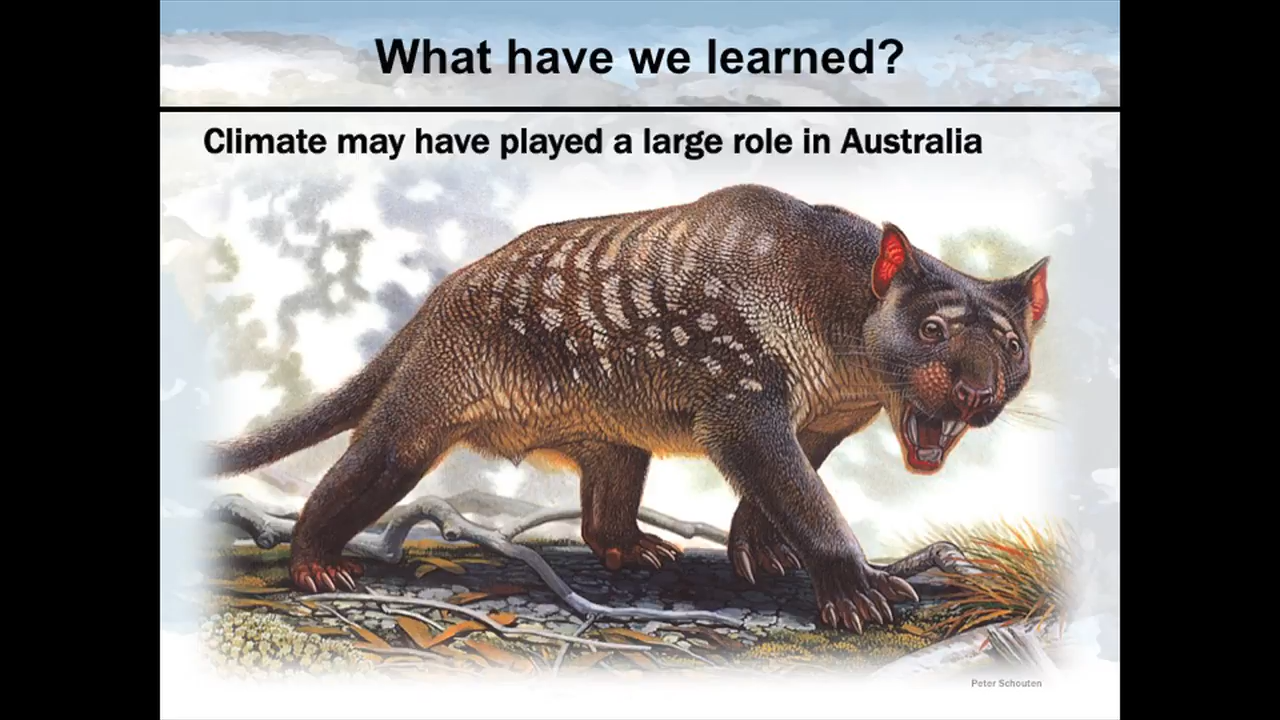 What have we learned?
Climate may have played a large role in Australia
Peter Schouten